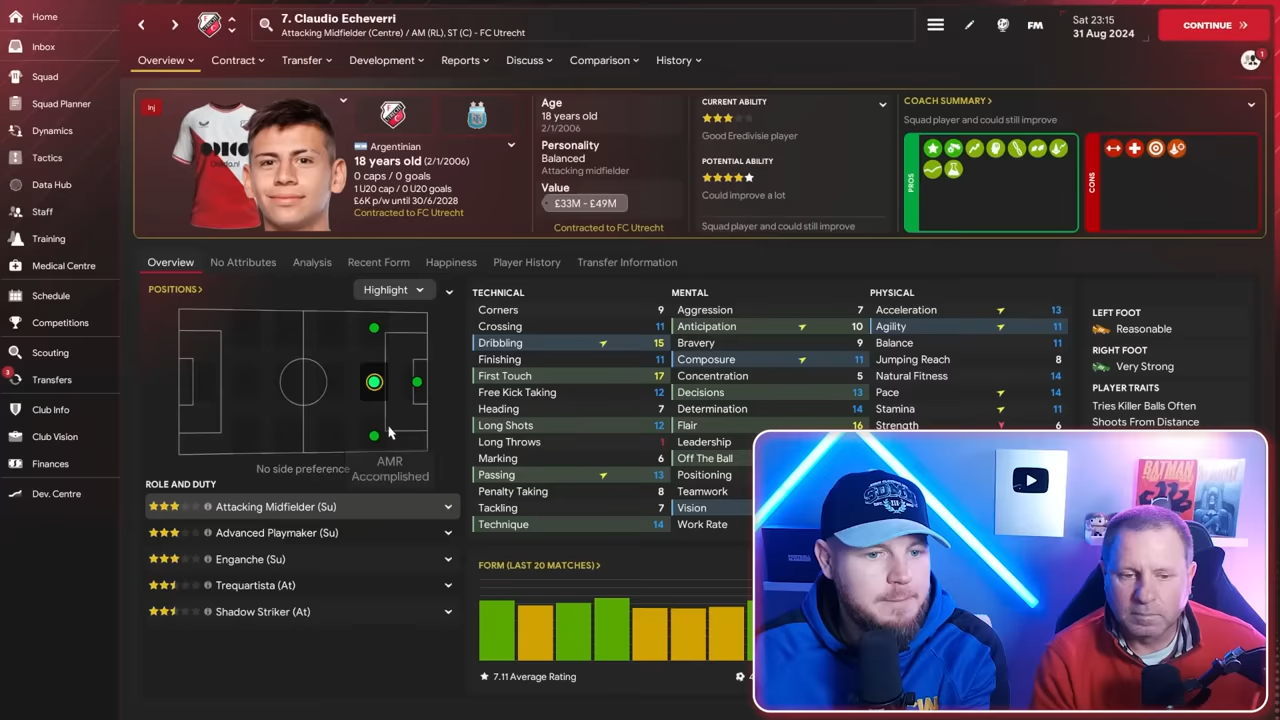 Home
Inbox
Squad
Squad Planner
Dynamics
Tactics
Data Hub
Staff
Training
Medical Centre
Schedule
Competitions
Scouting
3
Transfers
Club Info
Club Vision
Finances
Dev. Centre
7. Claudio Echeverri
Attacking Midfielder (Centre) / AM (RL), ST (C) - FC Utrecht
FM
Sat 23:15
31 Aug 2024
CONTINUE
1
Overview
Contract
Transfer
Development
Reports
Discuss
Comparison
History
Inj
Argentinian
18 years old (2/1/2006)
0 caps / 0 goals
1 U20 cap / 0 U20 goals
£6K p/w until 30/6/2028
Contracted to FC Utrecht
Age
18 years old
2/1/2006
Personality
Balanced
Attacking midfielder
Value
£33M - £49M
Contracted to FC Utrecht
CURRENT ABILITY
Good Eredivisie player
POTENTIAL ABILITY
Could improve a lot
Squad player and could still improve
COACH SUMMARY
Squad player and could still improve
PROS
CONS
Overview
No Attributes
Analysis
Recent Form
Happiness
Player History
Transfer Information
POSITIONS
Highlight
No side preference
AMR
Accomplished
ROLE AND DUTY
Attacking Midfielder (Su)
Advanced Playmaker (Su)
Enganche (Su)
Trequartista (At)
Shadow Striker (At)
TECHNICAL
Corners 9
Crossing 11
Dribbling 15
Finishing 11
First Touch 17
Free Kick Taking 12
Heading 7
Long Shots 12
Long Throws 1
Marking 6
Passing 13
Penalty Taking 8
Tackling 7
Technique 14
MENTAL
Aggression 7
Anticipation 10
Bravery 9
Composure 11
Concentration 5
Decisions 13
Determination 14
Flair 16
Leadership
Off The Ball
Positioning
Teamwork
Vision
Work Rate
PHYSICAL
Acceleration 13
Agility 11
Balance 11
Jumping Reach 8
Natural Fitness 14
Pace 14
Stamina 11
Strength 6
LEFT FOOT
Reasonable
RIGHT FOOT
Very Strong
PLAYER TRAITS
Tries Killer Balls Often
Shoots From Distance
FORM (LAST 20 MATCHES)
7.11 Average Rating
BATMAN